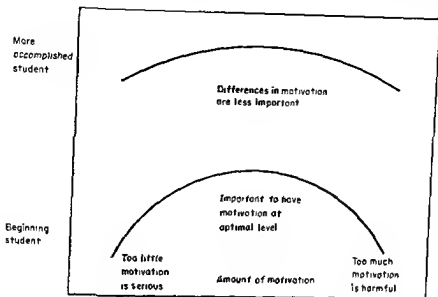 More
accomplished
student
Differences in motivation
are less important
Important to have
motivation at
optimal level
Beginning
student
Too little
motivation
is serious
Amount of motivation
Too much
motivation
is harmful